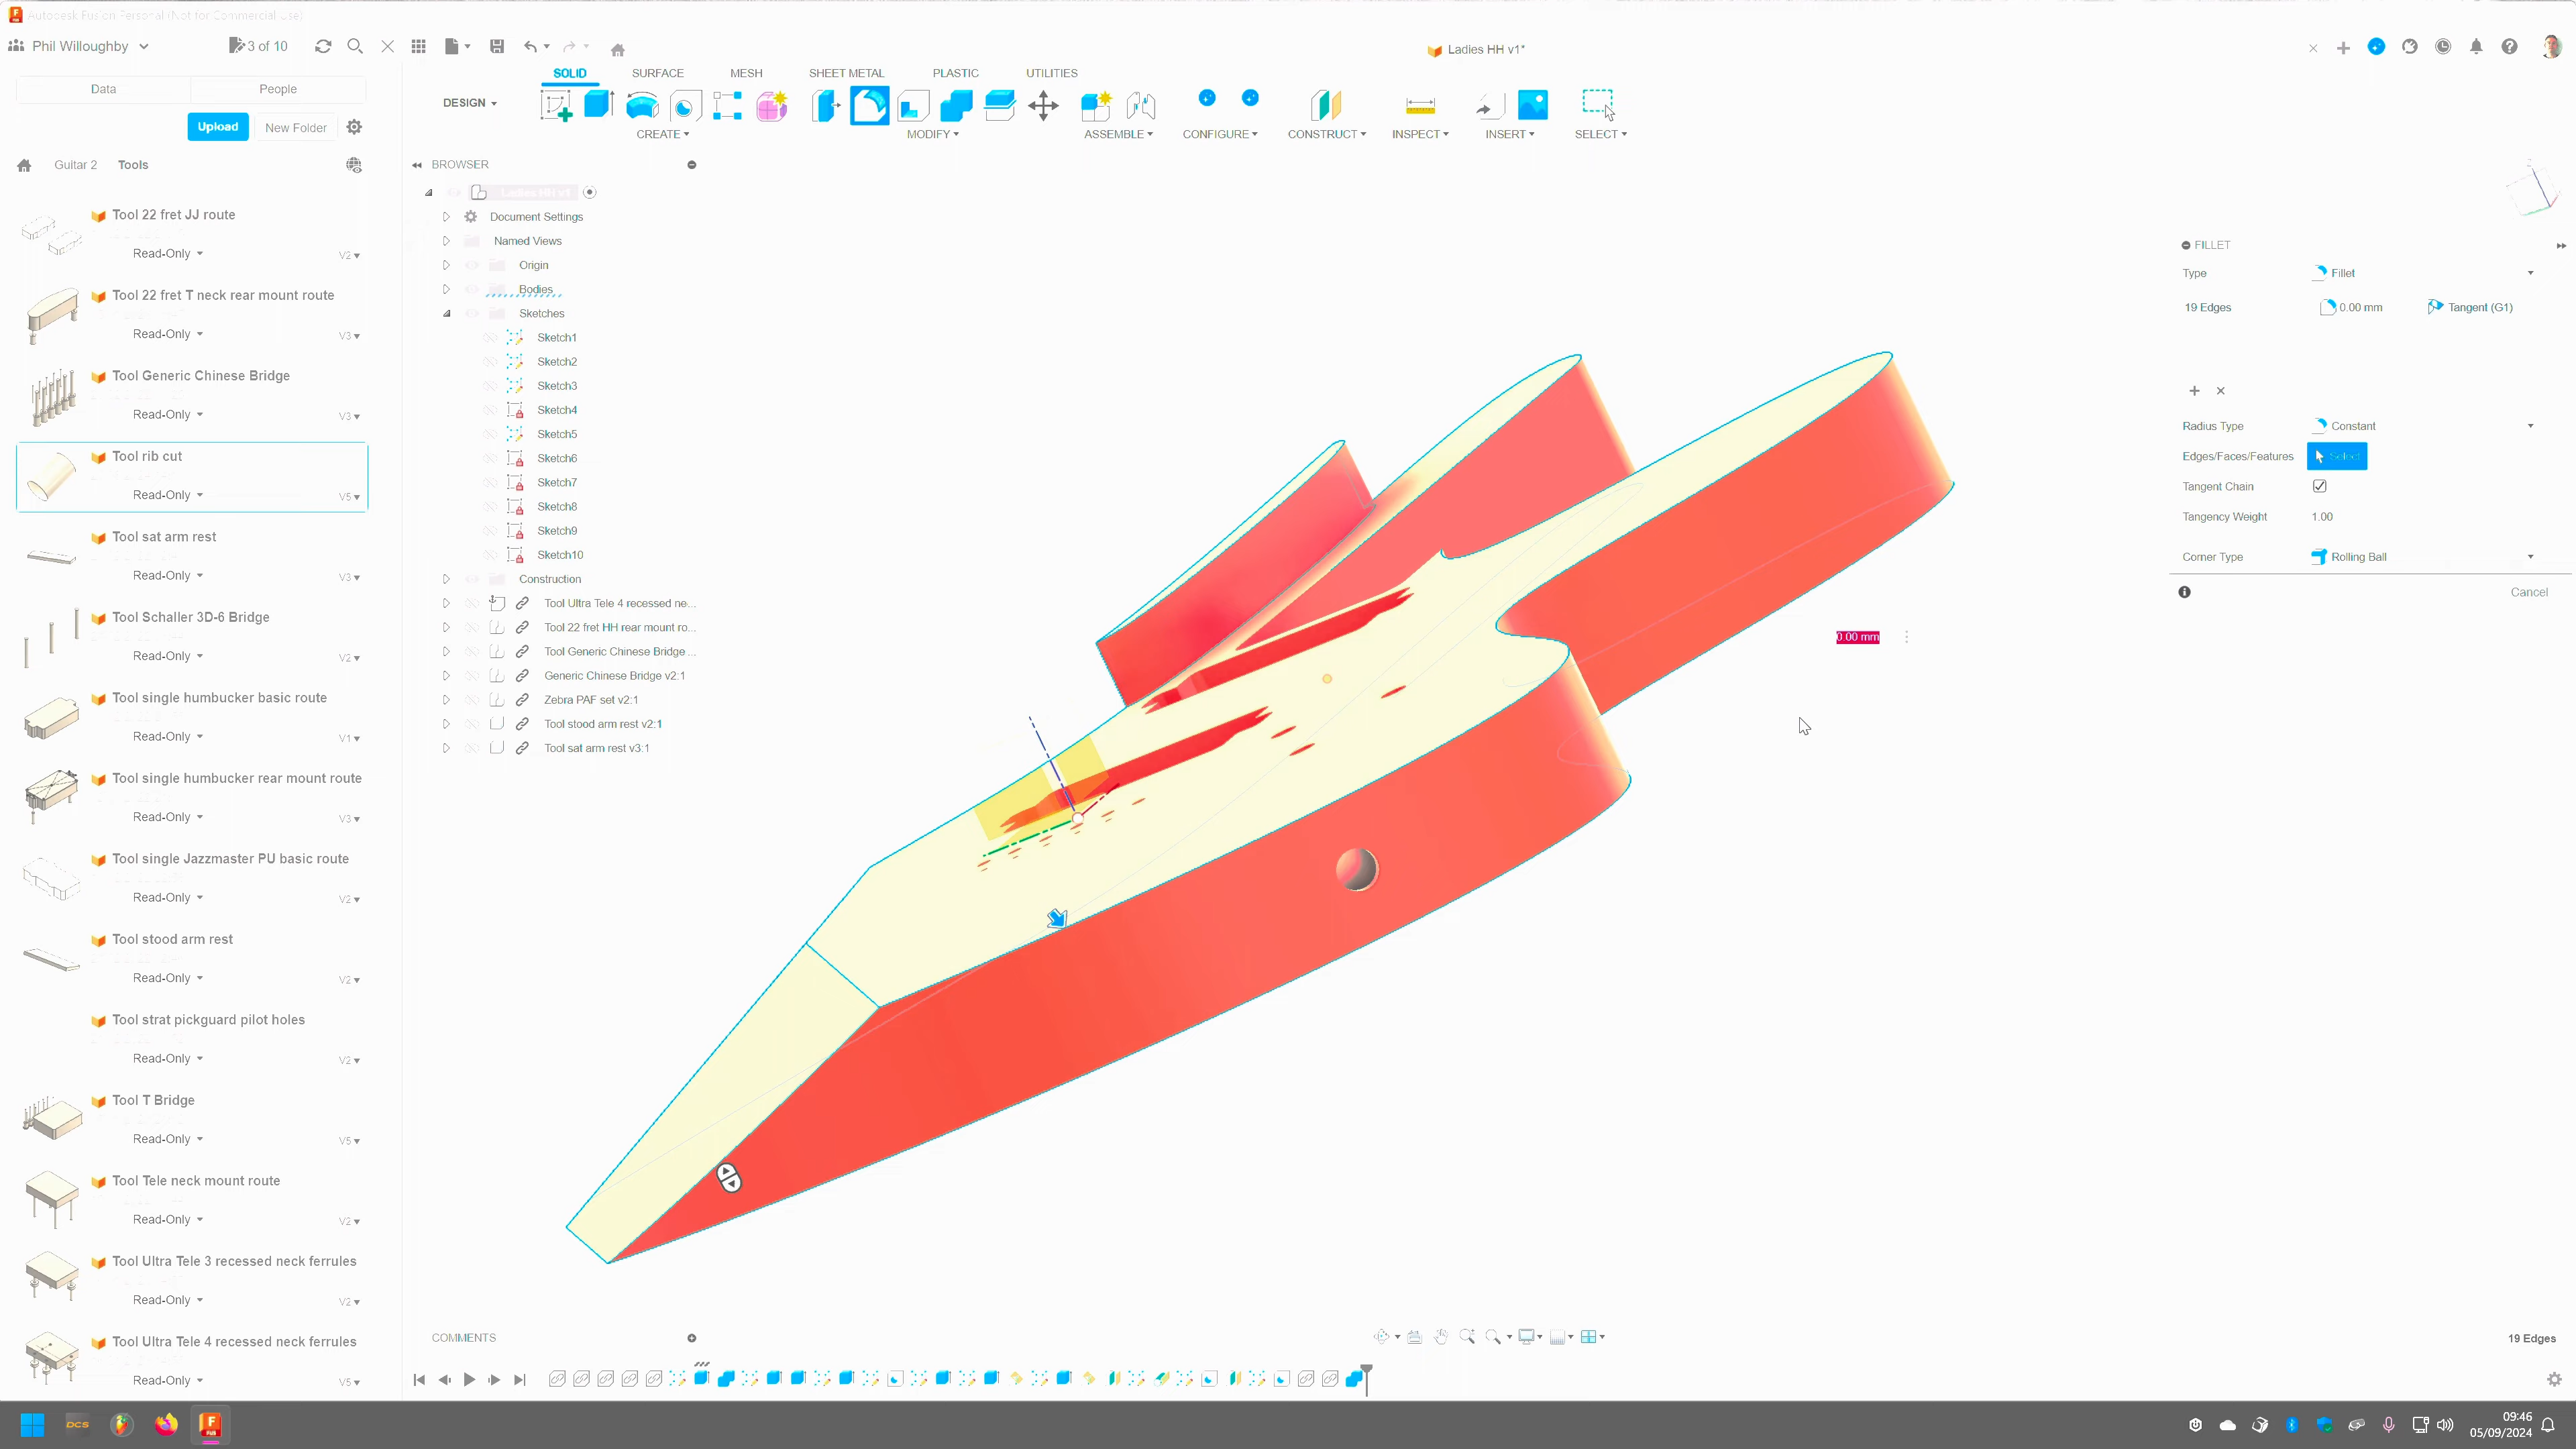 Autodesk Fusion Personal (Not for Commercial Use)
Phil Willoughby
3 of 10
Ladies HH v1*
Data
People
Upload
New Folder
Guitar 2
Tools
Tool 22 fret JJ route
Read-Only
V2
Tool 22 fret T neck rear mount route
Read-Only
V3
Tool Generic Chinese Bridge
Read-Only
V3
Tool rib cut
Read-Only
V5
Tool sat arm rest
Read-Only
V3
Tool Schaller 3D-6 Bridge
Read-Only
V2
Tool single humbucker basic route
Read-Only
V1
Tool single humbucker rear mount route
Read-Only
V3
Tool single Jazzmaster PU basic route
Read-Only
V2
Tool stood arm rest
Read-Only
V2
Tool strat pickguard pilot holes
Read-Only
V2
Tool T Bridge
Read-Only
V5
Tool Tele neck mount route
Read-Only
V2
Tool Ultra Tele 3 recessed neck ferrules
Read-Only
V2
Tool Ultra Tele 4 recessed neck ferrules
Read-Only
V5
DESIGN
SOLID
SURFACE
MESH
SHEET METAL
PLASTIC
UTILITIES
CREATE
MODIFY
ASSEMBLE
CONFIGURE
CONSTRUCT
INSPECT
INSERT
SELECT
BROWSER
Ladies HH v1
Document Settings
Named Views
Origin
Bodies
Sketches
Sketch1
Sketch2
Sketch3
Sketch4
Sketch5
Sketch6
Sketch7
Sketch8
Sketch9
Sketch10
Construction
Tool Ultra Tele 4 recessed ne...
Tool 22 fret HH rear mount ro...
Tool Generic Chinese Bridge ...
Generic Chinese Bridge v2:1
Zebra PAF set v2:1
Tool stood arm rest v2:1
Tool sat arm rest v3:1
FILLET
Type
Fillet
19 Edges
0.00 mm
Tangent (G1)
Radius Type
Constant
Edges/Faces/Features
Select
Tangent Chain
Tangency Weight
1.00
Corner Type
Rolling Ball
Cancel
0.00 mm
COMMENTS
19 Edges
DCS
F
FUS
09:46
05/09/2024